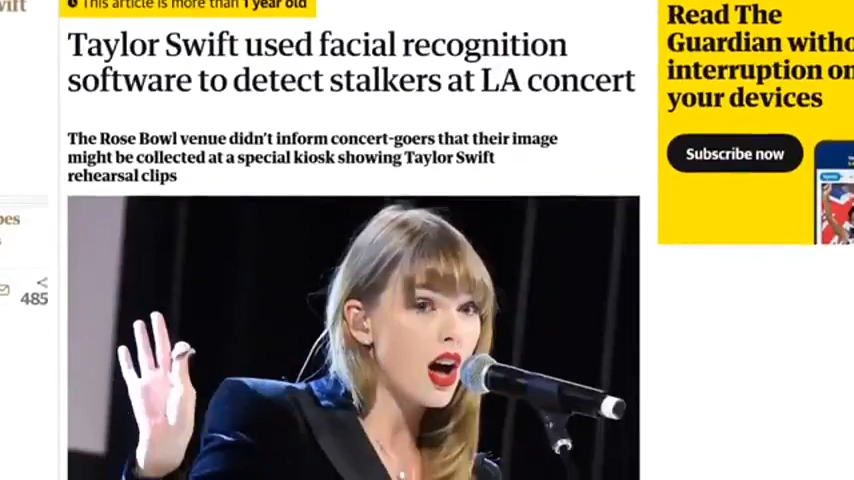 wift
This article is more than 1 year old
Taylor Swift used facial recognition
software to detect stalkers at LA concert
The Rose Bowl venue didn't inform concert-goers that their image
might be collected at a special kiosk showing Taylor Swift
rehearsal clips
pes
485
Read The
Guardian witho
interruption on
your devices
Subscribe now